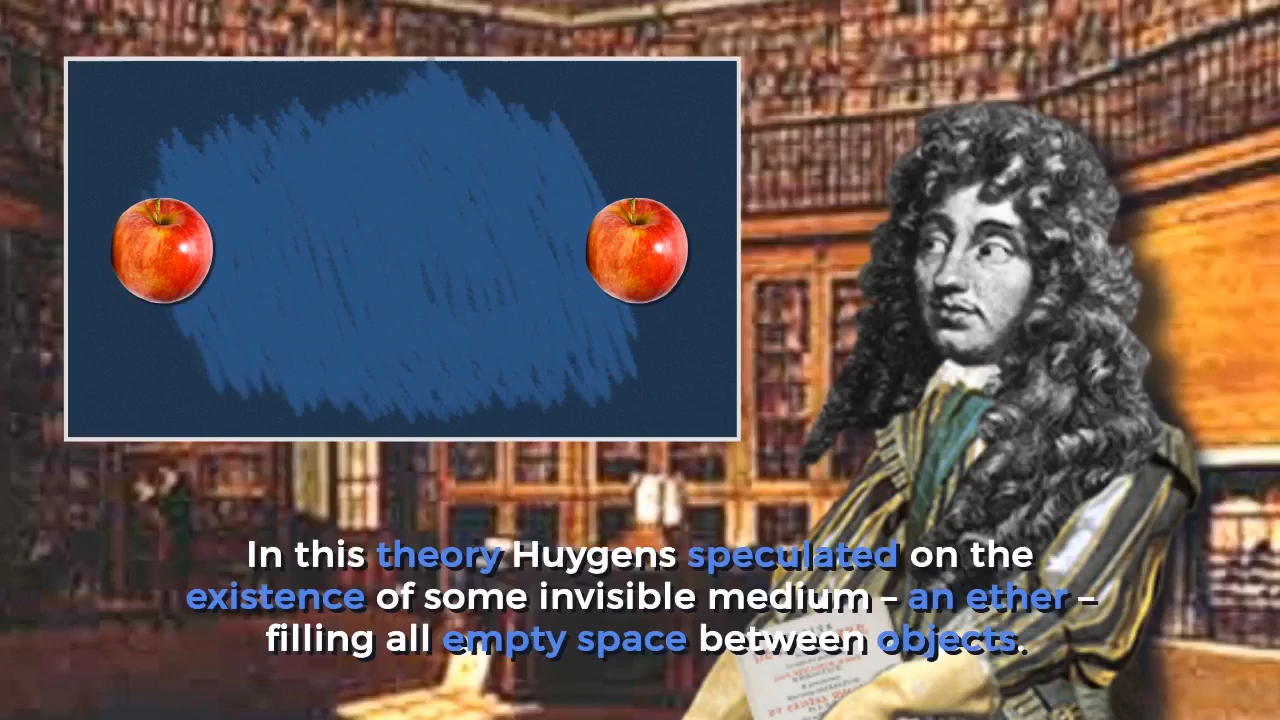 In this theory Huygens speculated on the
existence of some invisible medium – an ether –
filling all empty space between objects.